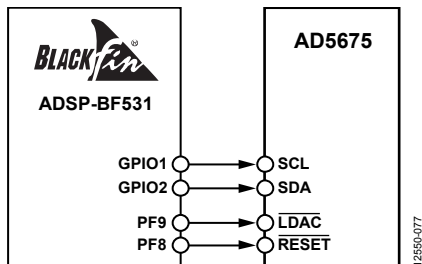 BLACKfin®
ADSP-BF531
AD5675
GPIO1 SCL
GPIO2 SDA
PF9 LDAC
PF8 RESET
12550-077